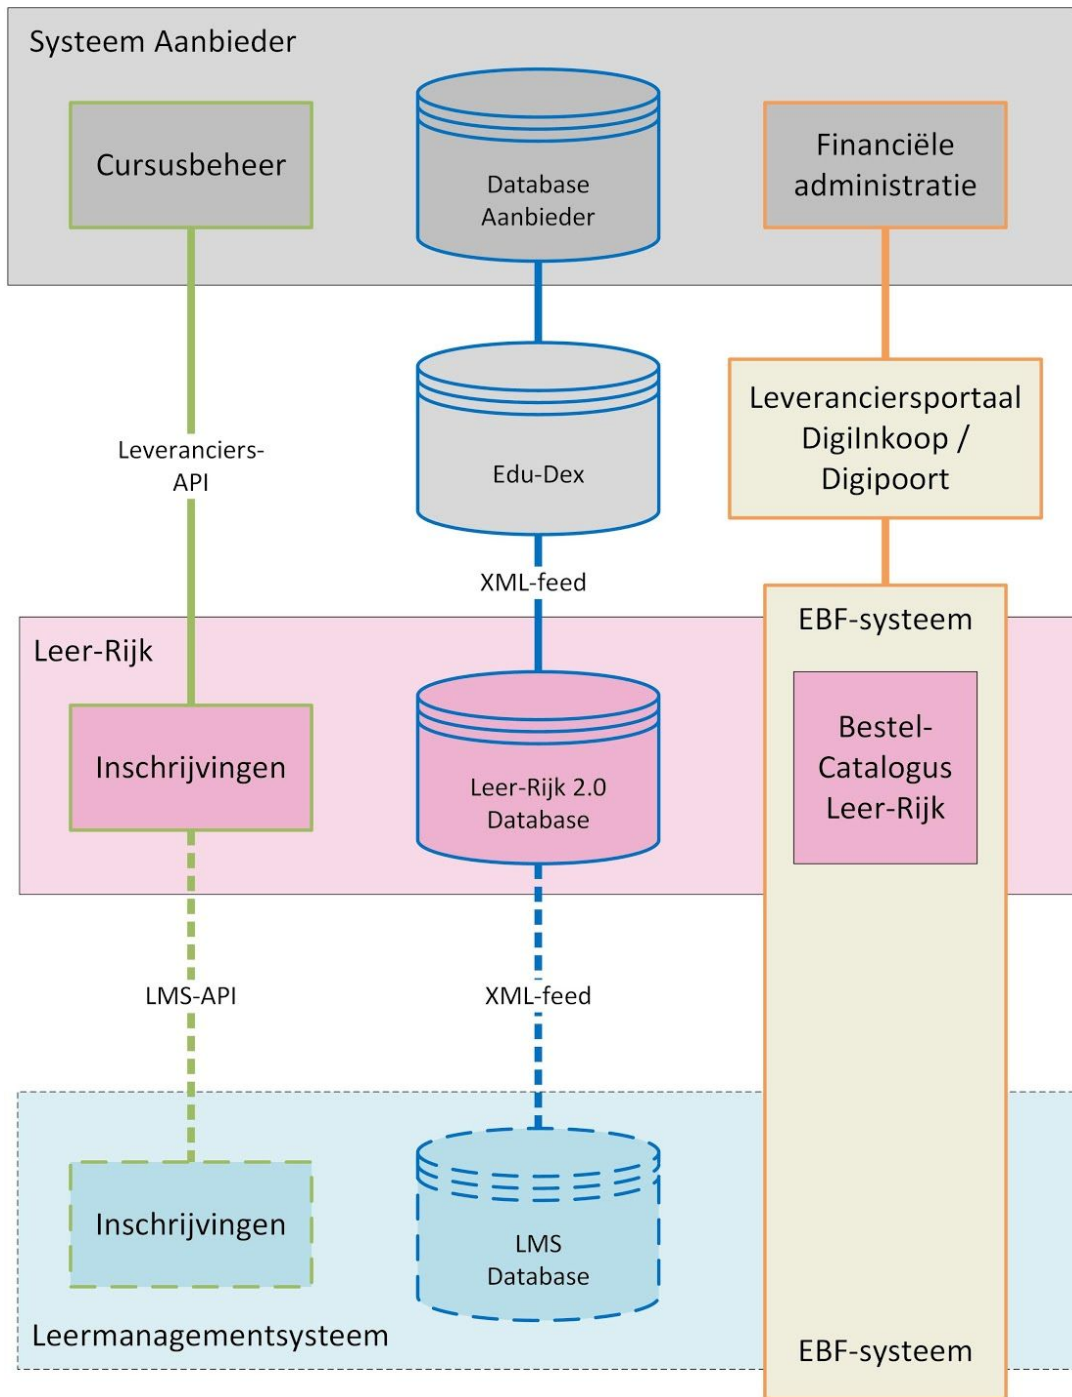 Systeem Aanbieder
Cursusbeheer
Database
Aanbieder
Financiële
administratie
Leveranciers-
API
Edu-Dex
Leveranciersportaal
DigiInkoop /
Digipoort
XML-feed
EBF-systeem
Leer-Rijk
Inschrijvingen
Leer-Rijk 2.0
Database
Bestel-
Catalogus
Leer-Rijk
LMS-API
XML-feed
Inschrijvingen
LMS
Database
Leermanagementsysteem
EBF-systeem